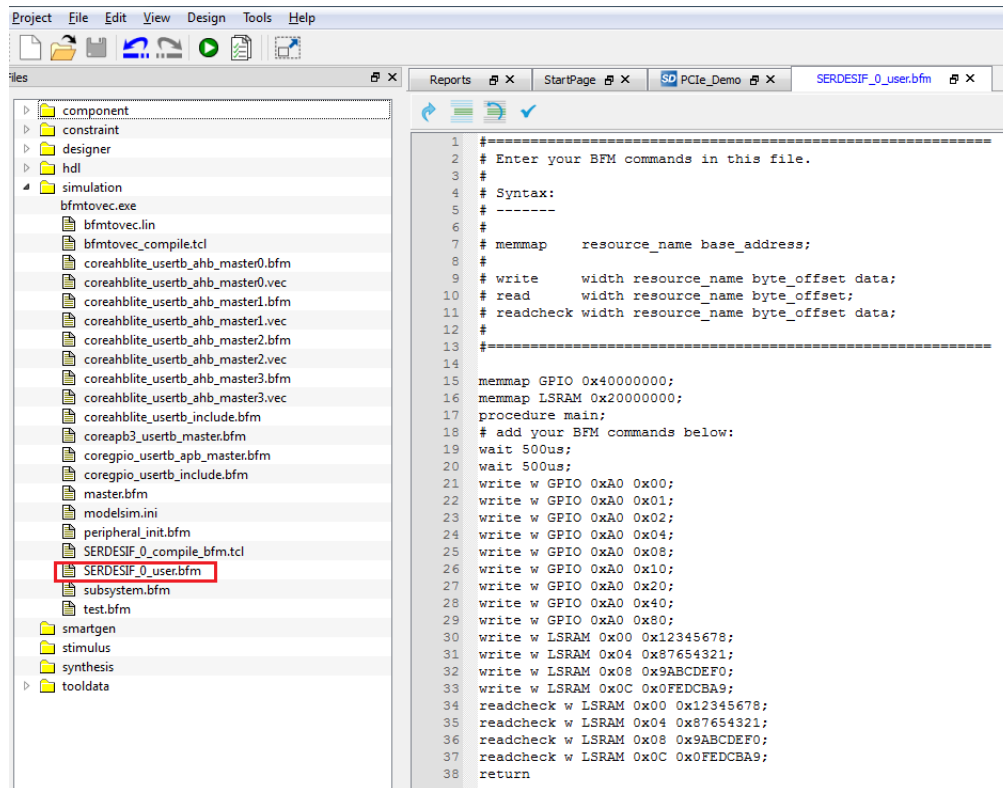 Project File Edit View Design Tools Help
Files
component
constraint
designer
hdl
simulation
bfmtovec.exe
bfmtovec.lin
bfmtovec_compile.tcl
coreahblite_usertb_ahb_master0.bfm
coreahblite_usertb_ahb_master0.vec
coreahblite_usertb_ahb_master1.bfm
coreahblite_usertb_ahb_master1.vec
coreahblite_usertb_ahb_master2.bfm
coreahblite_usertb_ahb_master2.vec
coreahblite_usertb_ahb_master3.bfm
coreahblite_usertb_ahb_master3.vec
coreahblite_usertb_include.bfm
coreapb3_usertb_master.bfm
coregpio_usertb_apb_master.bfm
coregpio_usertb_include.bfm
master.bfm
modelsim.ini
peripheral_init.bfm
SERDESIF_0_compile_bfm.tcl
SERDESIF_0_user.bfm
subsystem.bfm
test.bfm
smartgen
stimulus
synthesis
tooldata
Reports StartPage SD PCIe_Demo SERDESIF_0_user.bfm
1 #===========================================================
2 # Enter your BFM commands in this file.
3 #
4 # Syntax:
5 # -------
6 #
7 # memmap resource_name base_address;
8 #
9 # write width resource_name byte_offset data;
10 # read width resource_name byte_offset;
11 # readcheck width resource_name byte_offset data;
12 #
13 #===========================================================
14
15 memmap GPIO 0x40000000;
16 memmap LSRAM 0x20000000;
17 procedure main;
18 # add your BFM commands below:
19 wait 500us;
20 wait 500us;
21 write w GPIO 0xA0 0x00;
22 write w GPIO 0xA0 0x01;
23 write w GPIO 0xA0 0x02;
24 write w GPIO 0xA0 0x04;
25 write w GPIO 0xA0 0x08;
26 write w GPIO 0xA0 0x10;
27 write w GPIO 0xA0 0x20;
28 write w GPIO 0xA0 0x40;
29 write w GPIO 0xA0 0x80;
30 write w LSRAM 0x00 0x12345678;
31 write w LSRAM 0x04 0x87654321;
32 write w LSRAM 0x08 0x9ABCDEF0;
33 write w LSRAM 0x0C 0x0FEDCBA9;
34 readcheck w LSRAM 0x00 0x12345678;
35 readcheck w LSRAM 0x04 0x87654321;
36 readcheck w LSRAM 0x08 0x9ABCDEF0;
37 readcheck w LSRAM 0x0C 0x0FEDCBA9;
38 return